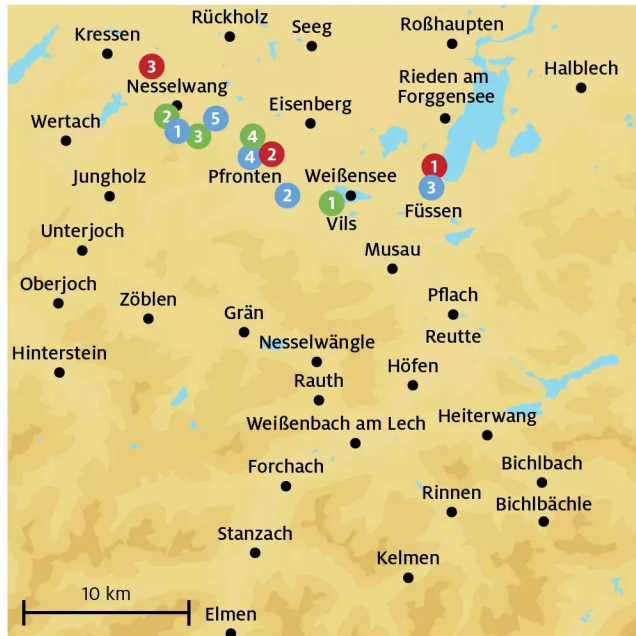 Rückholz
Kressen
Seeg
Roßhaupten
3
Halblech
Rieden am
Forggensee
Nesselwang
Eisenberg
2
5
Wertach
1
3
4
4
2
1
Pfronten
Jungholz
Weißensee
3
2
1
Füssen
Vils
Unterjoch
Musau
Oberjoch
Zöblen
Pflach
Grän
Reutte
Nesselwängle
Hinterstein
Höfen
Rauth
Weißenbach am Lech
Heiterwang
Forchach
Bichlbach
Rinnen
Bichlbächle
Stanzach
Kelmen
10 km
Elmen